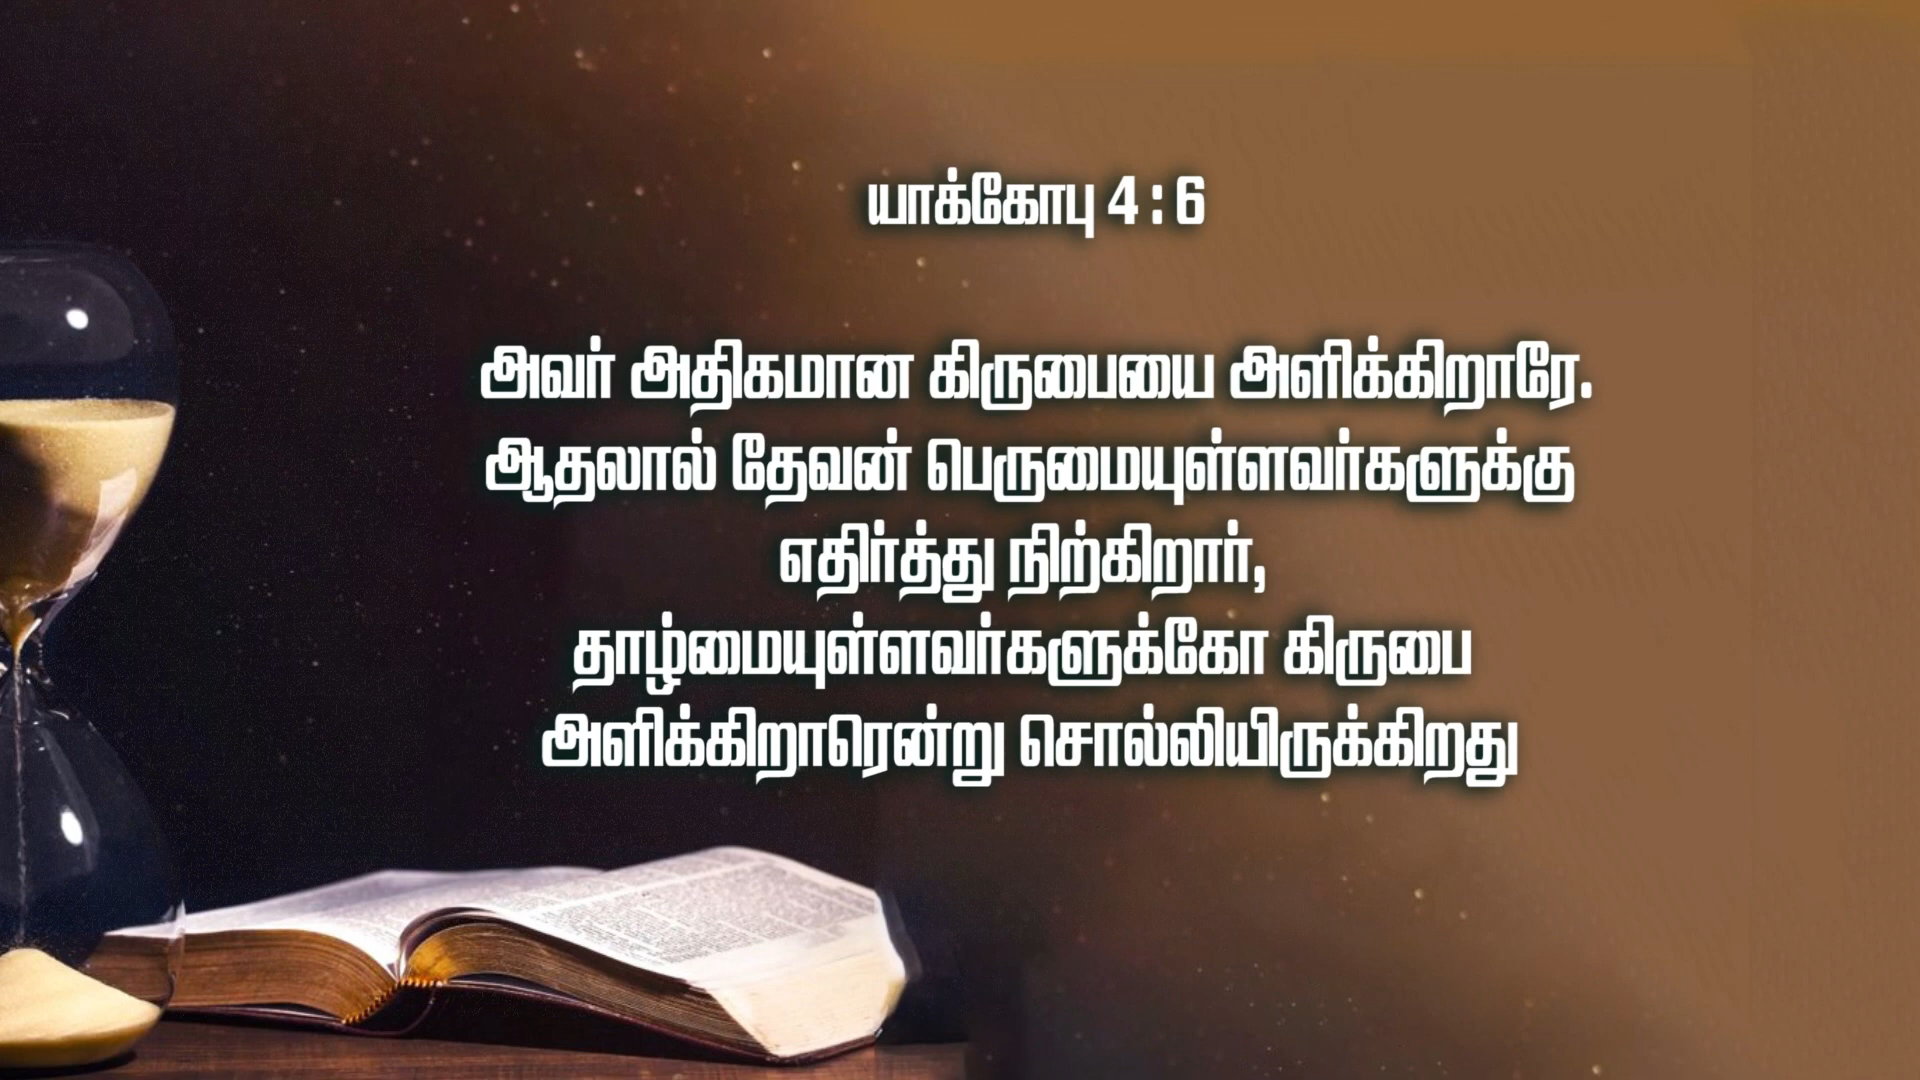 யாக்கோபு 4 : 6
அவர் அதிகமான கிருபையை அளிக்கிறாரே.
ஆதலால் தேவன் பெருமையுள்ளவர்களுக்கு
எதிர்த்து நிற்கிறார்,
தாழ்மையுள்ளவர்களுக்கோ கிருபை
அளிக்கிறாரென்று சொல்லியிருக்கிறது